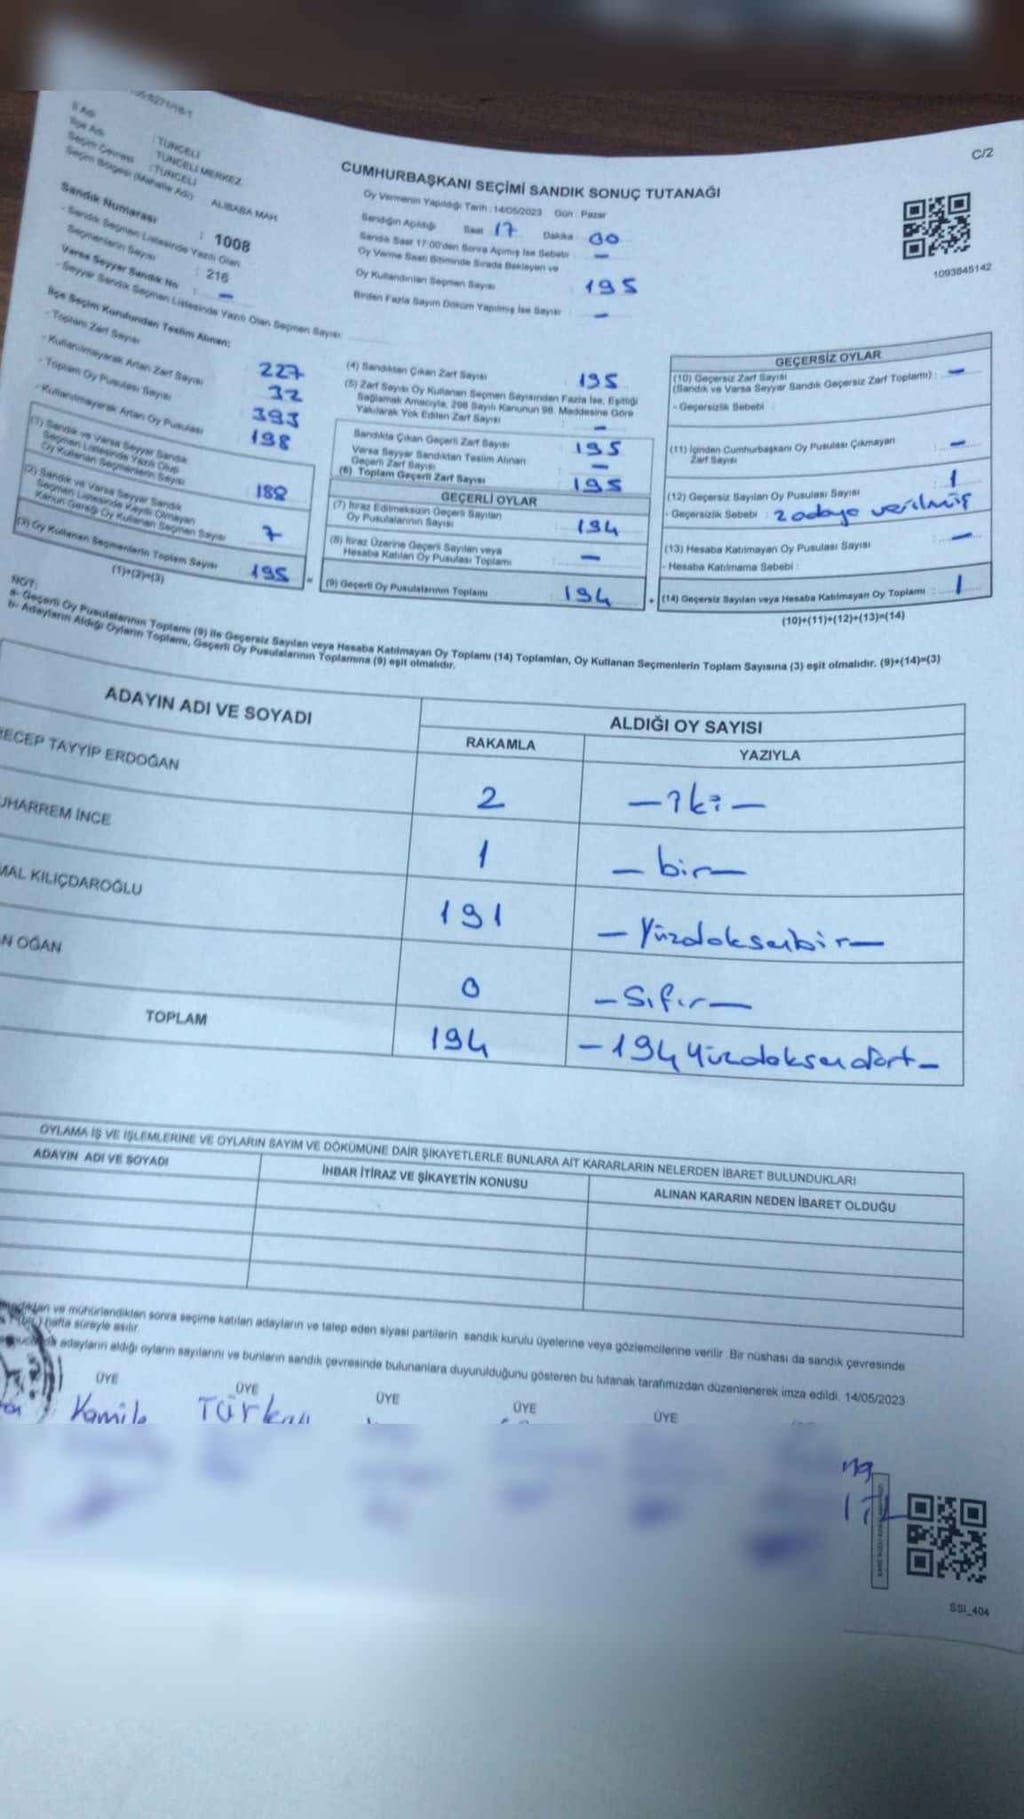 C/2
İl Adı : TUNCELİ
İlçe Adı TUNCELİ MERKEZ
Seçim Çevresi : TUNCELİ
Seçim Bölgesi (Mahalle Adı) ALİBABA MAH.
CUMHURBAŞKANI SEÇİMİ SANDIK SONUÇ TUTANAĞI
Oy Vermenin Yapıldığı Tarih : 14/05/2023 Gün : Pazar
Sandığın Açıldığı Saat 17 Dakika 00
Sandık Saat 17:00'den Sonra Açılmış İse Sebebi —
Oy Verme Saati Bitiminde Sırada Bekleyen ve
Oy Kullandırılan Seçmen Sayısı 195
Birden Fazla Sayım Döküm Yapılmış İse Sayısı —
1093845142
Sandık Numarası : 1008
- Sandık Seçmen Listesinde Yazılı Olan
Seçmenlerin Sayısı : 216
Varsa Seyyar Sandık No : —
- Seyyar Sandık Seçmen Listesinde Yazılı Olan Seçmen Sayısı :
İlçe Seçim Kurulundan Teslim Alınan;
- Toplam Zarf Sayısı 227
- Kullanılmayarak Artan Zarf Sayısı 32
- Toplam Oy Pusulası Sayısı 393
- Kullanılmayarak Artan Oy Pusulası 198
(1) Sandık ve Varsa Seyyar Sandık
Seçmen Listesinde Yazılı Olup
Oy Kullanan Seçmenlerin Sayısı 188
(2) Sandık ve Varsa Seyyar Sandık
Seçmen Listesinde Kayıtlı Olmayan
Kanun Gereği Oy Kullanan Seçmen Sayısı 7
(3) Oy Kullanan Seçmenlerin Toplam Sayısı 195
(1)+(2)=(3)
(4) Sandıktan Çıkan Zarf Sayısı 195
(5) Zarf Sayısı Oy Kullanan Seçmen Sayısından Fazla İse, Eşitliği
Sağlamak Amacıyla, 298 Sayılı Kanunun 98. Maddesine Göre
Yakılarak Yok Edilen Zarf Sayısı —
Sandıkta Çıkan Geçerli Zarf Sayısı 195
Varsa Seyyar Sandıktan Teslim Alınan
Geçerli Zarf Sayısı —
(6) Toplam Geçerli Zarf Sayısı 195
GEÇERLİ OYLAR
(7) İtiraz Edilmeksizin Geçerli Sayılan
Oy Pusulalarının Sayısı 194
(8) İtiraz Üzerine Geçerli Sayılan veya
Hesaba Katılan Oy Pusulası Toplamı —
(9) Geçerli Oy Pusulalarının Toplamı 194
GEÇERSİZ OYLAR
(10) Geçersiz Zarf Sayısı
(Sandık ve Varsa Seyyar Sandık Geçersiz Zarf Toplamı) : —
- Geçersizlik Sebebi :
(11) İçinden Cumhurbaşkanı Oy Pusulası Çıkmayan
Zarf Sayısı —
(12) Geçersiz Sayılan Oy Pusulası Sayısı 1
- Geçersizlik Sebebi : 2 adaya verilmiş
(13) Hesaba Katılmayan Oy Pusulası Sayısı —
- Hesaba Katılmama Sebebi :
(14) Geçersiz Sayılan veya Hesaba Katılmayan Oy Toplamı : 1
(10)+(11)+(12)+(13)=(14)
NOT:
a- Geçerli Oy Pusulalarının Toplamı (9) ile Geçersiz Sayılan veya Hesaba Katılmayan Oy Toplamı (14) Toplamları, Oy Kullanan Seçmenlerin Toplam Sayısına (3) eşit olmalıdır. (9)+(14)=(3)
b- Adayların Aldığı Oyların Toplamı, Geçerli Oy Pusulalarının Toplamına (9) eşit olmalıdır.
ADAYIN ADI VE SOYADI
ALDIĞI OY SAYISI
RAKAMLA YAZIYLA
RECEP TAYYİP ERDOĞAN 2 — iki —
UHARREM İNCE 1 — bir —
MAL KILIÇDAROĞLU 191 — Yüzdoksanbir —
N OĞAN 0 — Sıfır —
TOPLAM 194 — 194 yüzdoksandört —
OYLAMA İŞ VE İŞLEMLERİNE VE OYLARIN SAYIM VE DÖKÜMÜNE DAİR ŞİKAYETLERLE BUNLARA AİT KARARLARIN NELERDEN İBARET BULUNDUKLARI
ADAYIN ADI VE SOYADI İHBAR İTİRAZ VE ŞİKAYETİN KONUSU ALINAN KARARIN NEDEN İBARET OLDUĞU
ve mühürlendikten sonra seçime katılan adayların ve talep eden siyasi partilerin sandık kurulu üyelerine veya gözlemcilerine verilir. Bir nüshası da sandık çevresinde
hafta süreyle asılır.
adayların aldığı oyların sayılarını ve bunların sandık çevresinde bulunanlara duyurulduğunu gösteren bu tutanak tarafımızdan düzenlenerek imza edildi. 14/05/2023
ÜYE ÜYE ÜYE ÜYE ÜYE
Kamile Türkan
SSİ_404